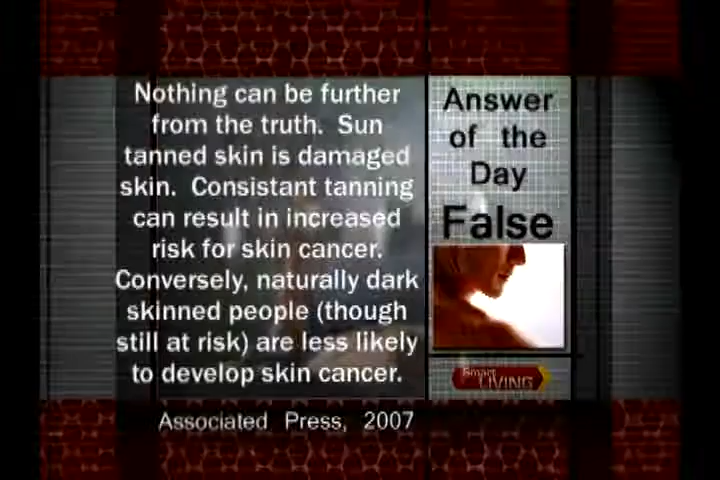 Nothing can be further
from the truth. Sun
tanned skin is damaged
skin. Consistant tanning
can result in increased
risk for skin cancer.
Conversely, naturally dark
skinned people (though
still at risk) are less likely
to develop skin cancer.
Associated Press, 2007
Answer
of the
Day
False
Smart
LIVING